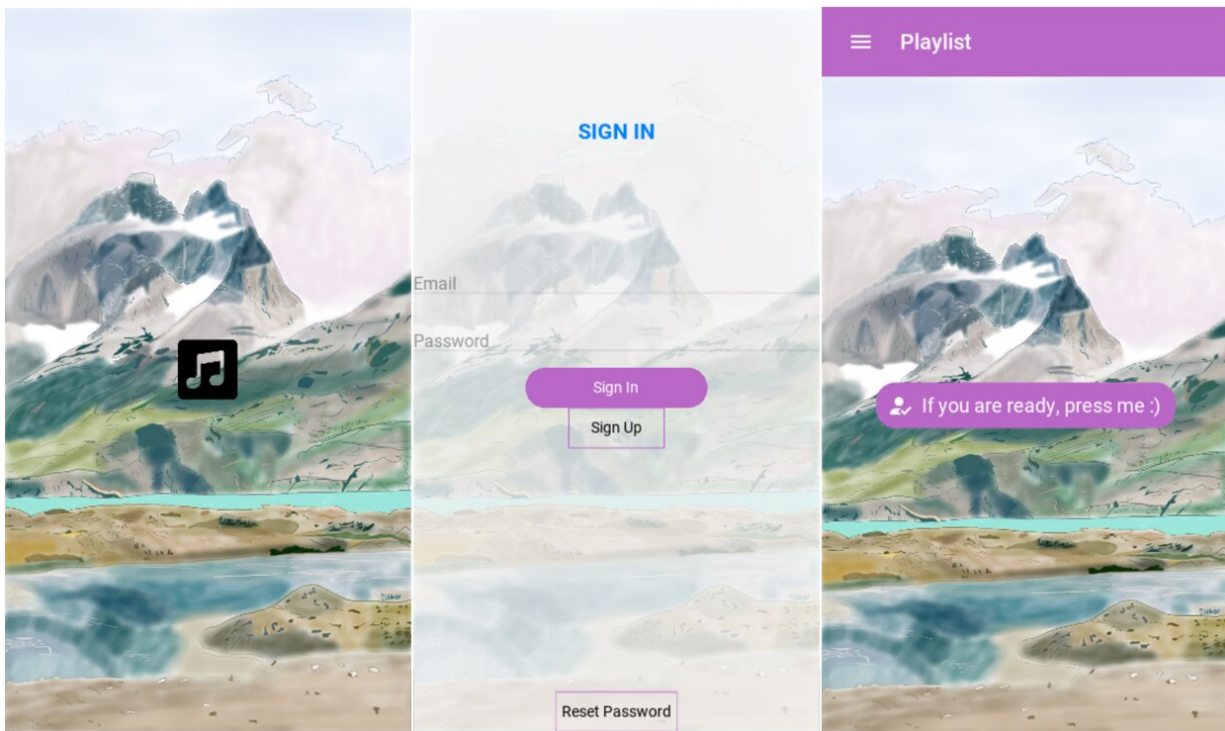 SIGN IN
Email
Password
Sign In
Sign Up
Reset Password
Playlist
If you are ready, press me :)